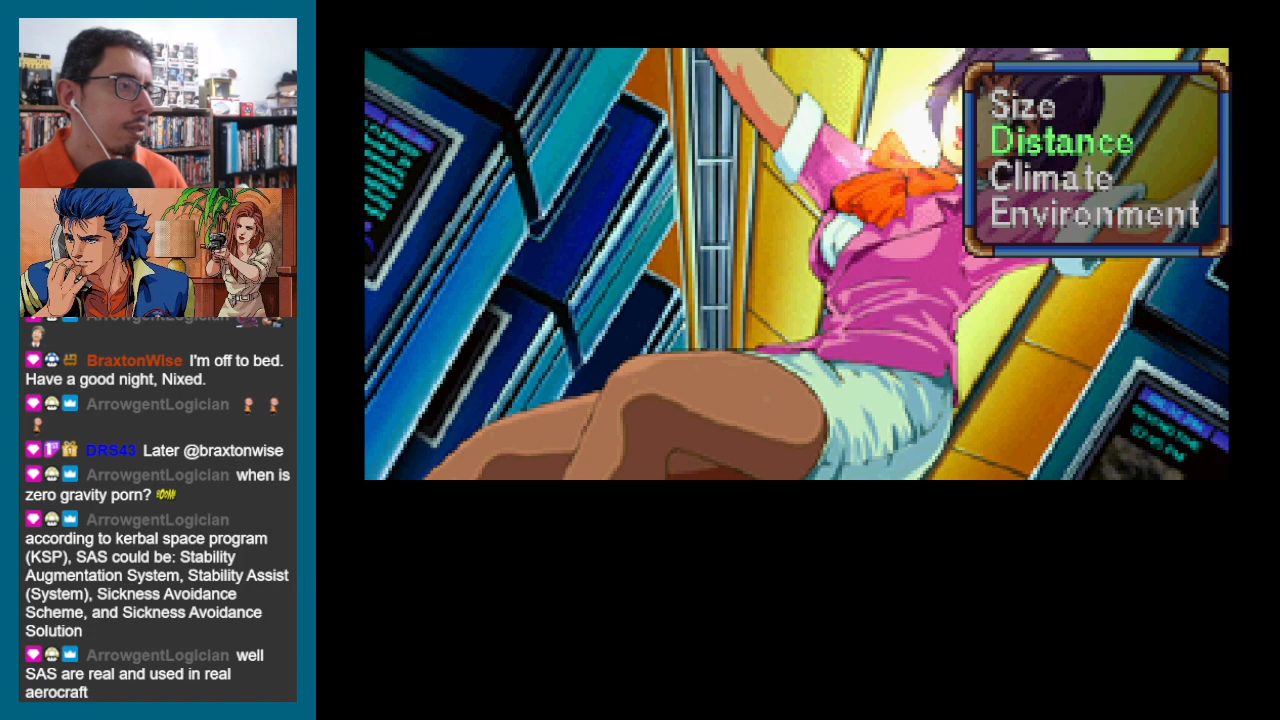 ArrowgentLogician
BraxtonWise I'm off to bed.
Have a good night, Nixed.
ArrowgentLogician
DRS43 Later @braxtonwise
ArrowgentLogician when is
zero gravity porn?
ArrowgentLogician
according to kerbal space program
(KSP), SAS could be: Stability
Augmentation System, Stability Assist
(System), Sickness Avoidance
Scheme, and Sickness Avoidance
Solution
ArrowgentLogician well
SAS are real and used in real
aerocraft
Size
Distance
Climate
Environment